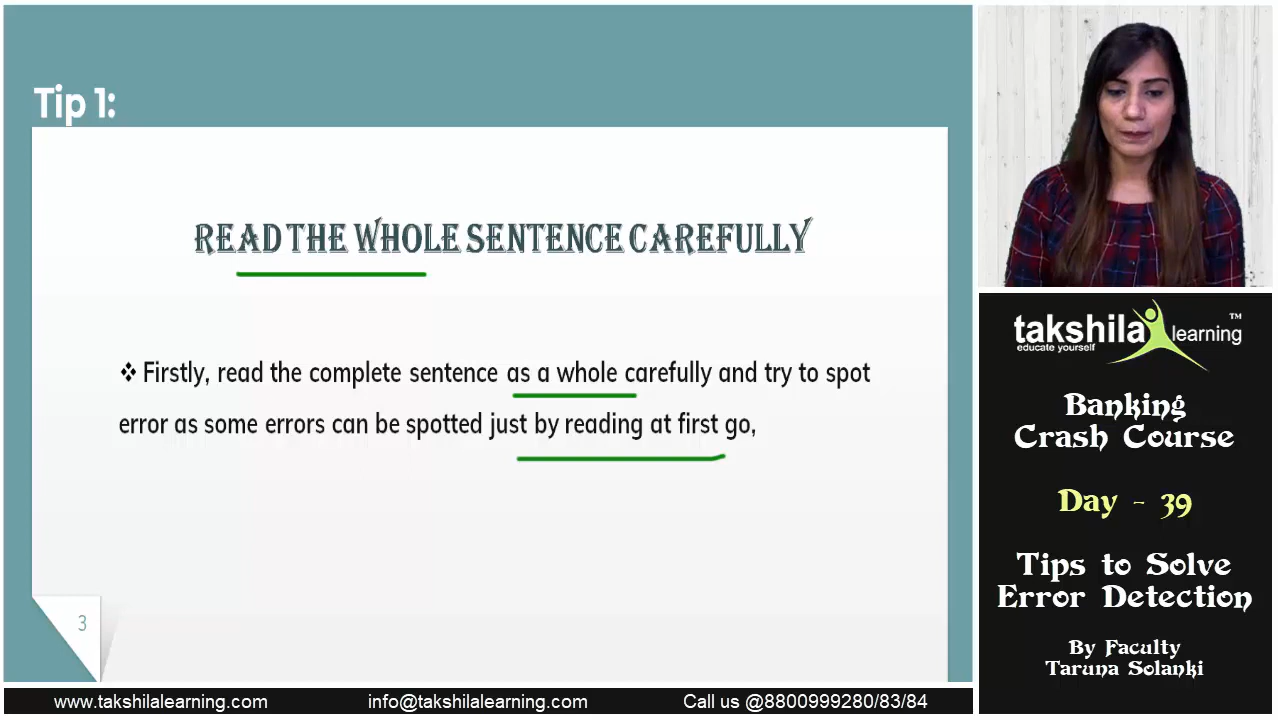 Tip 1:
READ THE WHOLE SENTENCE CAREFULLY
❖ Firstly, read the complete sentence as a whole carefully and try to spot
error as some errors can be spotted just by reading at first go,
3
takshila learning ™
educate yourself
Banking
Crash Course
Day - 39
Tips to Solve
Error Detection
By Faculty
Taruna Solanki
www.takshilalearning.com info@takshilalearning.com Call us @8800999280/83/84